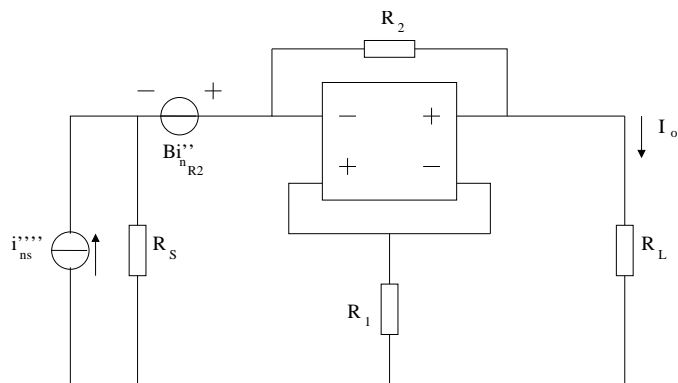 R2
− +
− +
+ −
Io
Bi''nR2
i''''ns
RS
RL
R1